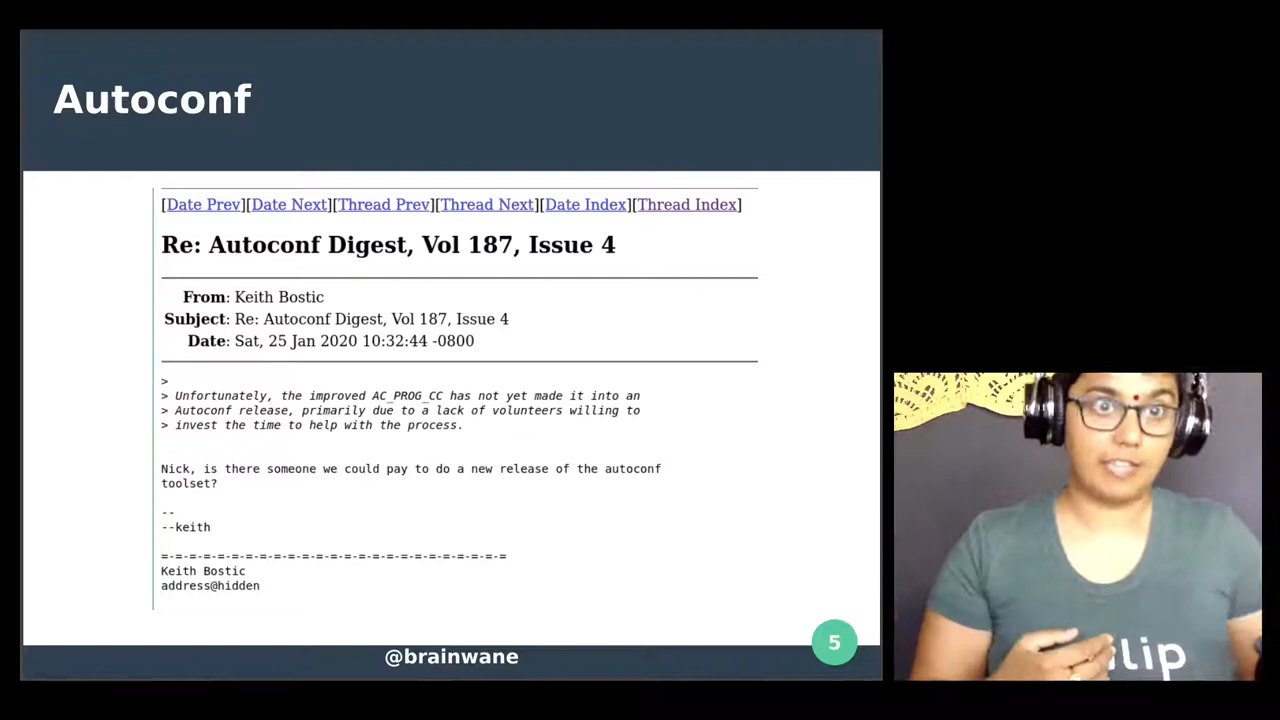 Autoconf
[Date Prev][Date Next][Thread Prev][Thread Next][Date Index][Thread Index]
Re: Autoconf Digest, Vol 187, Issue 4
From: Keith Bostic
Subject: Re: Autoconf Digest, Vol 187, Issue 4
Date: Sat, 25 Jan 2020 10:32:44 -0800
>
> Unfortunately, the improved AC_PROG_CC has not yet made it into an
> Autoconf release, primarily due to a lack of volunteers willing to
> invest the time to help with the process.
Nick, is there someone we could pay to do a new release of the autoconf
toolset?
--
--keith
=-=-=-=-=-=-=-=-=-=-=-=-=-=-=-=-=-=-=-=-=-=-=-=-=
Keith Bostic
address@hidden
5
@brainwane